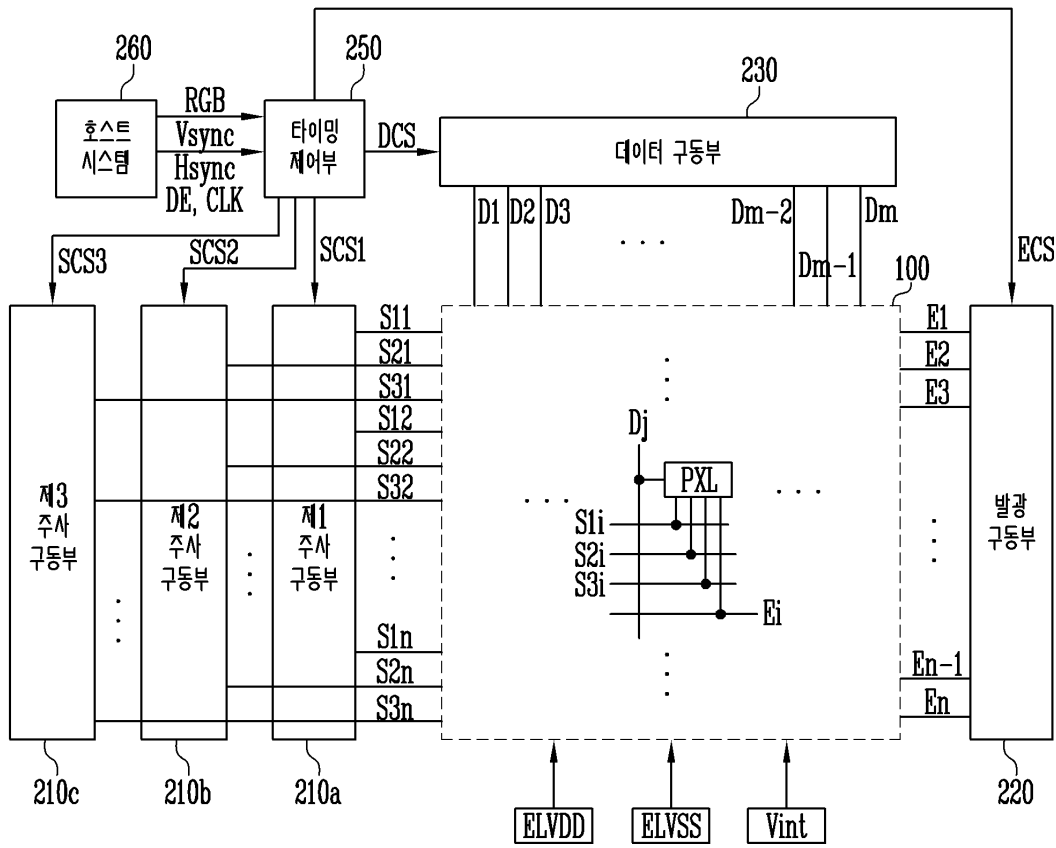 260
250
230
호스트
시스템
RGB
Vsync
Hsync
DE, CLK
타이밍
제어부
DCS
데이터 구동부
D1
D2
D3
. . .
Dm-2
Dm-1
Dm
SCS3
SCS2
SCS1
ECS
100
S11
S21
S31
S12
S22
S32
S1n
S2n
S3n
E1
E2
E3
En-1
En
Dj
PXL
S1i
S2i
S3i
Ei
제3
주사
구동부
제2
주사
구동부
제1
주사
구동부
발광
구동부
210c
210b
210a
220
ELVDD
ELVSS
Vint